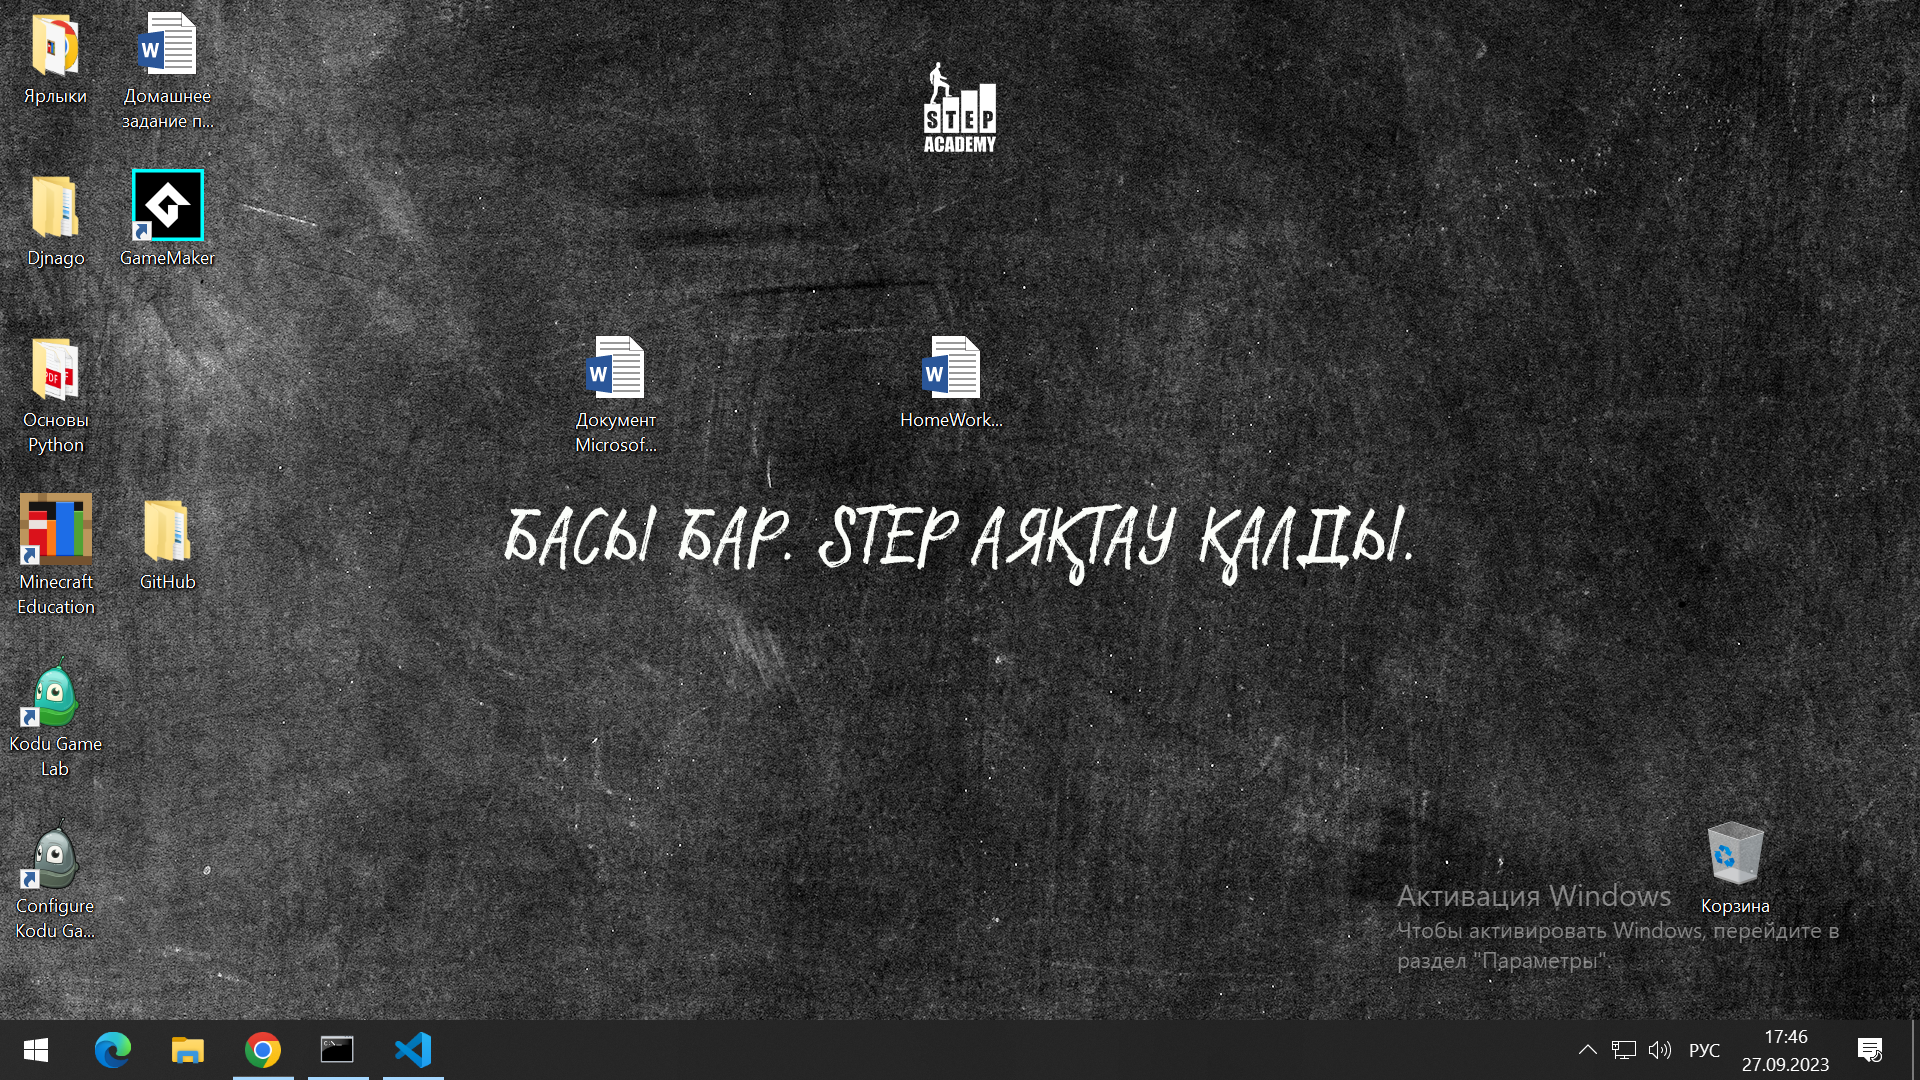 Ярлыки
Домашнее
задание п...
STEP
ACADEMY
Djnago
GameMaker
Основы
Python
Документ
Microsof...
HomeWork...
БАСЫ БАР. STEP АЯҚТАУ ҚАЛДЫ.
Minecraft
Education
GitHub
Kodu Game
Lab
Configure
Kodu Ga...
Корзина
Активация Windows
Чтобы активировать Windows, перейдите в
раздел "Параметры".
РУС
17:46
27.09.2023